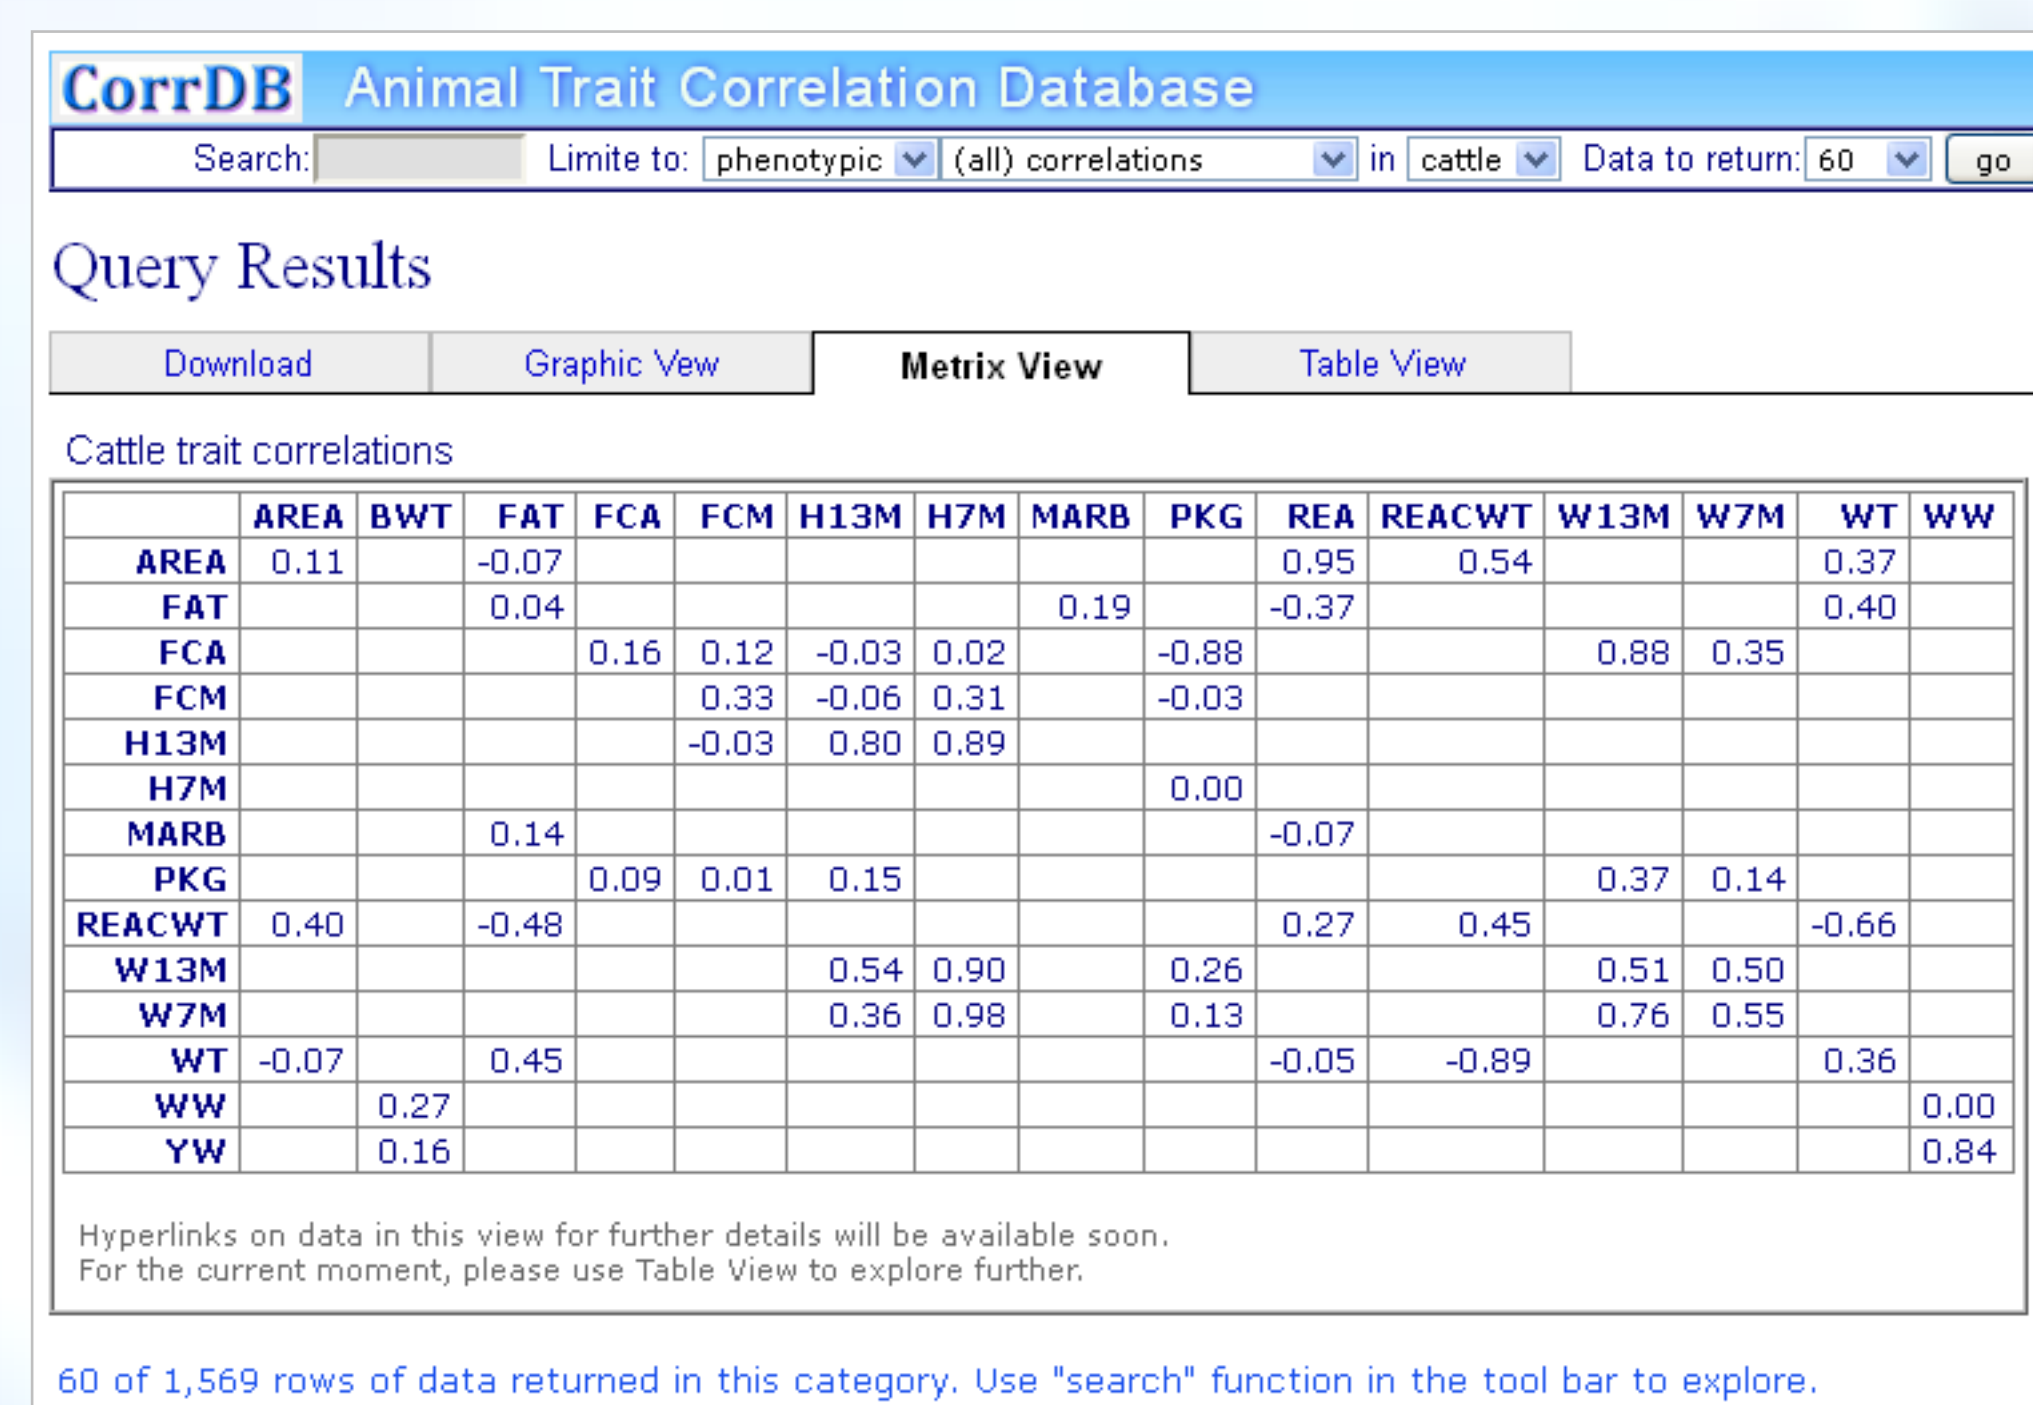 CorrDB Animal Trait Correlation Database
Search: Limite to: phenotypic (all) correlations in cattle Data to return: 60 go
Query Results
Download Graphic Vew Metrix View Table View
Cattle trait correlations
AREA BWT FAT FCA FCM H13M H7M MARB PKG REA REACWT W13M W7M WT WW
AREA 0.11 -0.07 0.95 0.54 0.37
FAT 0.04 0.19 -0.37 0.40
FCA 0.16 0.12 -0.03 0.02 -0.88 0.88 0.35
FCM 0.33 -0.06 0.31 -0.03
H13M -0.03 0.80 0.89
H7M 0.00
MARB 0.14 -0.07
PKG 0.09 0.01 0.15 0.37 0.14
REACWT 0.40 -0.48 0.27 0.45 -0.66
W13M 0.54 0.90 0.26 0.51 0.50
W7M 0.36 0.98 0.13 0.76 0.55
WT -0.07 0.45 -0.05 -0.89 0.36
WW 0.27 0.00
YW 0.16 0.84
Hyperlinks on data in this view for further details will be available soon.
For the current moment, please use Table View to explore further.
60 of 1,569 rows of data returned in this category. Use "search" function in the tool bar to explore.